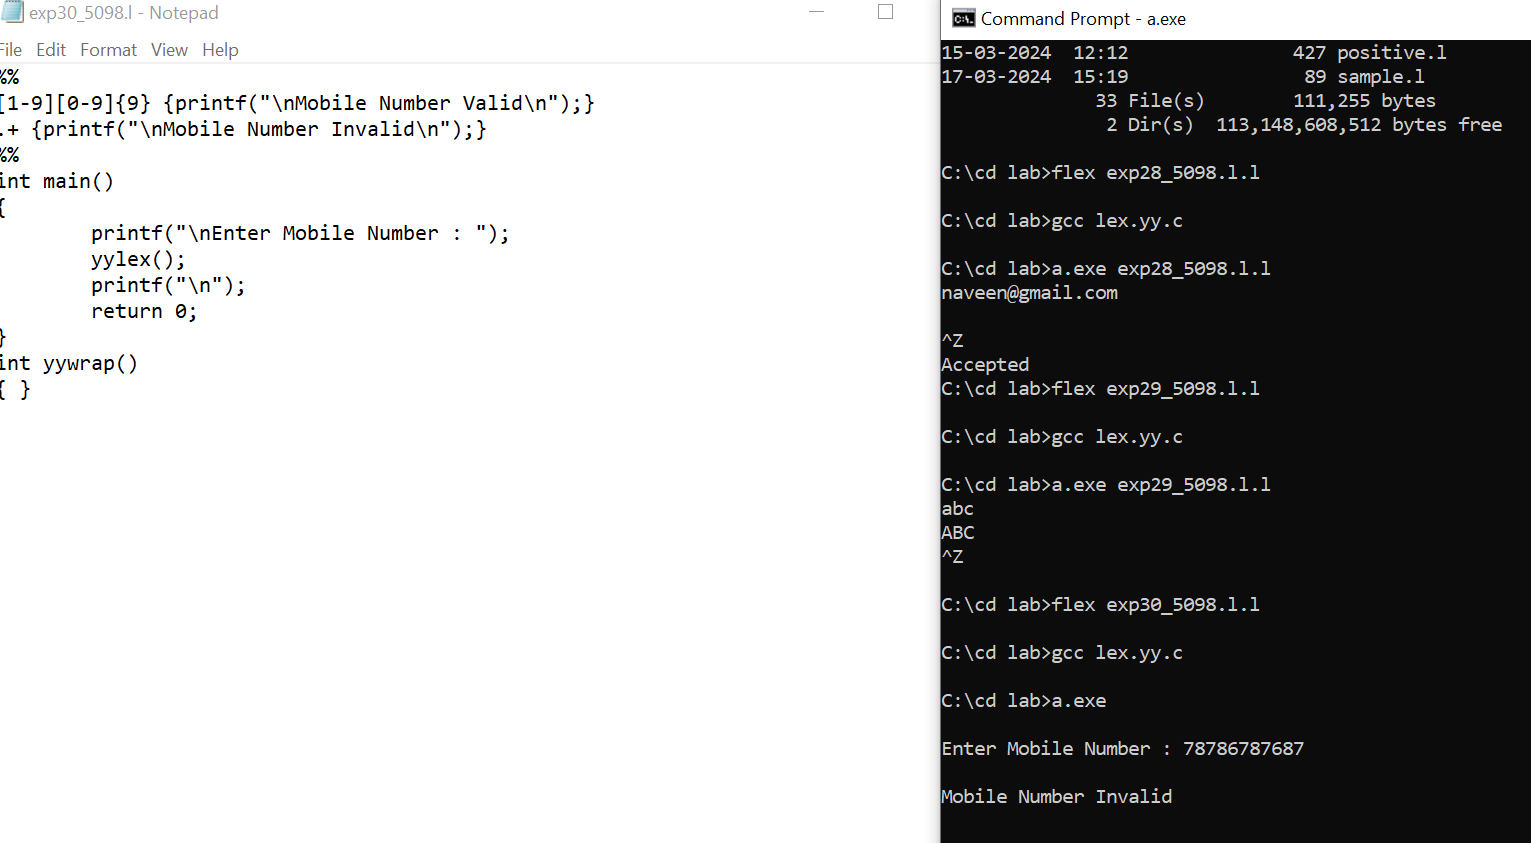 exp30_5098.l - Notepad
File Edit Format View Help
%%
[1-9][0-9]{9} {printf("\nMobile Number Valid\n");}
.+ {printf("\nMobile Number Invalid\n");}
%%
int main()
{
        printf("\nEnter Mobile Number : ");
        yylex();
        printf("\n");
        return 0;
}
int yywrap()
{ }
Command Prompt - a.exe
15-03-2024  12:12               427 positive.l
17-03-2024  15:19                89 sample.l
              33 File(s)        111,255 bytes
               2 Dir(s)  113,148,608,512 bytes free
C:\cd lab>flex exp28_5098.l.l
C:\cd lab>gcc lex.yy.c
C:\cd lab>a.exe exp28_5098.l.l
naveen@gmail.com
^Z
Accepted
C:\cd lab>flex exp29_5098.l.l
C:\cd lab>gcc lex.yy.c
C:\cd lab>a.exe exp29_5098.l.l
abc
ABC
^Z
C:\cd lab>flex exp30_5098.l.l
C:\cd lab>gcc lex.yy.c
C:\cd lab>a.exe
Enter Mobile Number : 78786787687
Mobile Number Invalid